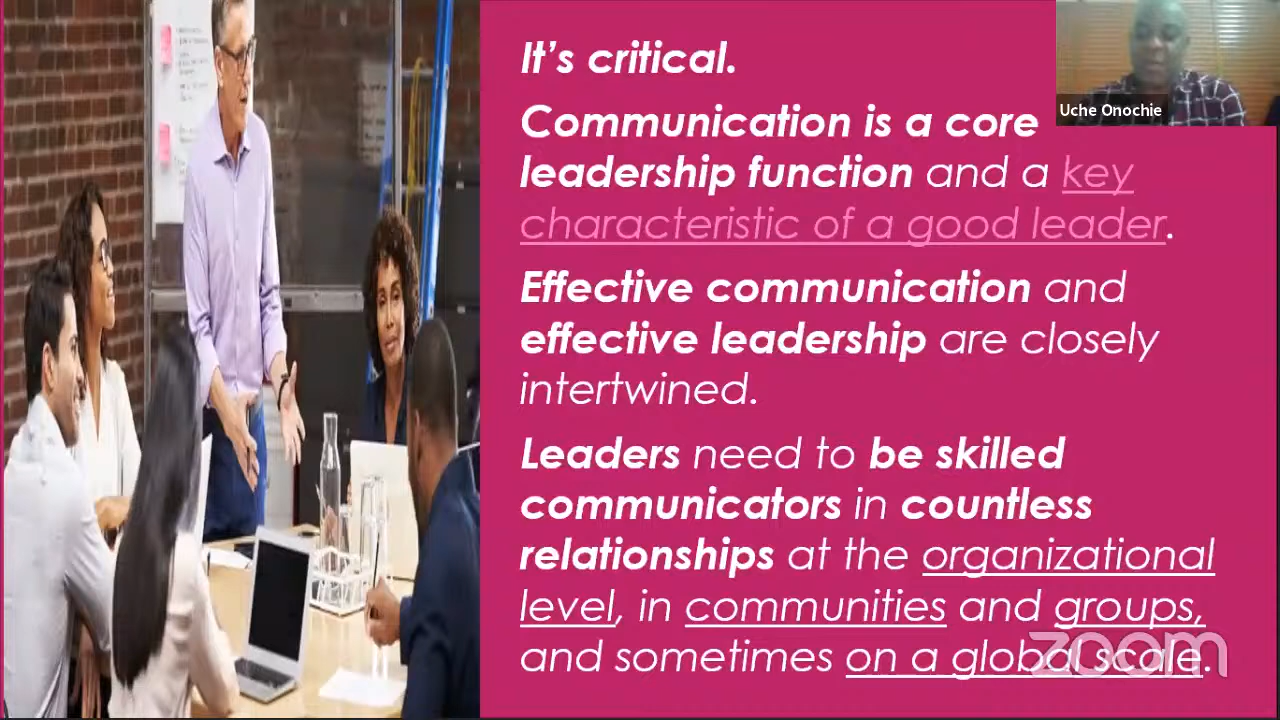 It's critical.
Communication is a core
leadership function and a key
characteristic of a good leader.
Effective communication and
effective leadership are closely
intertwined.
Leaders need to be skilled
communicators in countless
relationships at the organizational
level, in communities and groups,
and sometimes on a global scale.
Uche Onochie
zoom